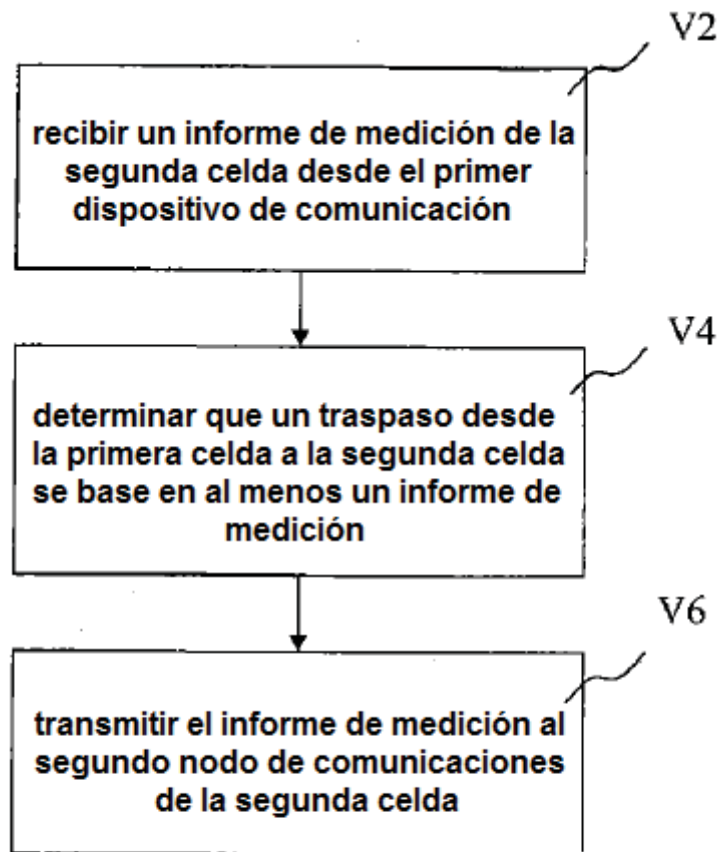 V2
recibir un informe de medición de la
segunda celda desde el primer
dispositivo de comunicación
V4
determinar que un traspaso desde
la primera celda a la segunda celda
se base en al menos un informe de
medición
V6
transmitir el informe de medición al
segundo nodo de comunicaciones
de la segunda celda